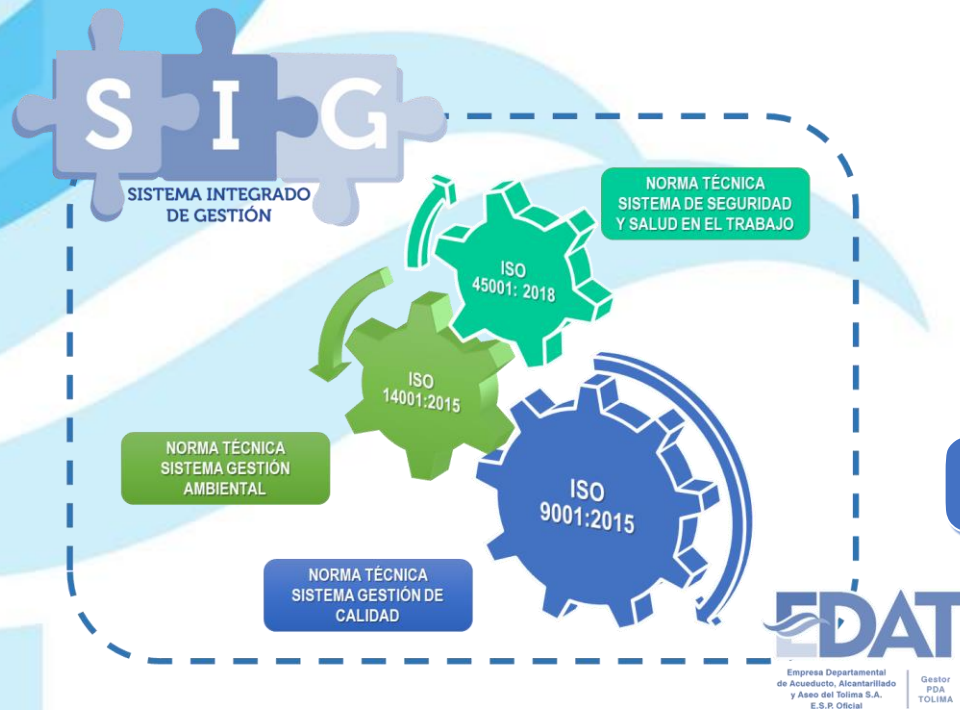 SIG
SISTEMA INTEGRADO
DE GESTIÓN
NORMA TÉCNICA
SISTEMA DE SEGURIDAD
Y SALUD EN EL TRABAJO
ISO
45001: 2018
ISO
14001:2015
NORMA TÉCNICA
SISTEMA GESTIÓN
AMBIENTAL
ISO
9001:2015
NORMA TÉCNICA
SISTEMA GESTIÓN DE
CALIDAD
EDAT
Empresa Departamental
de Acueducto, Alcantarillado
y Aseo del Tolima S.A.
E.S.P. Oficial
Gestor
PDA
TOLIMA